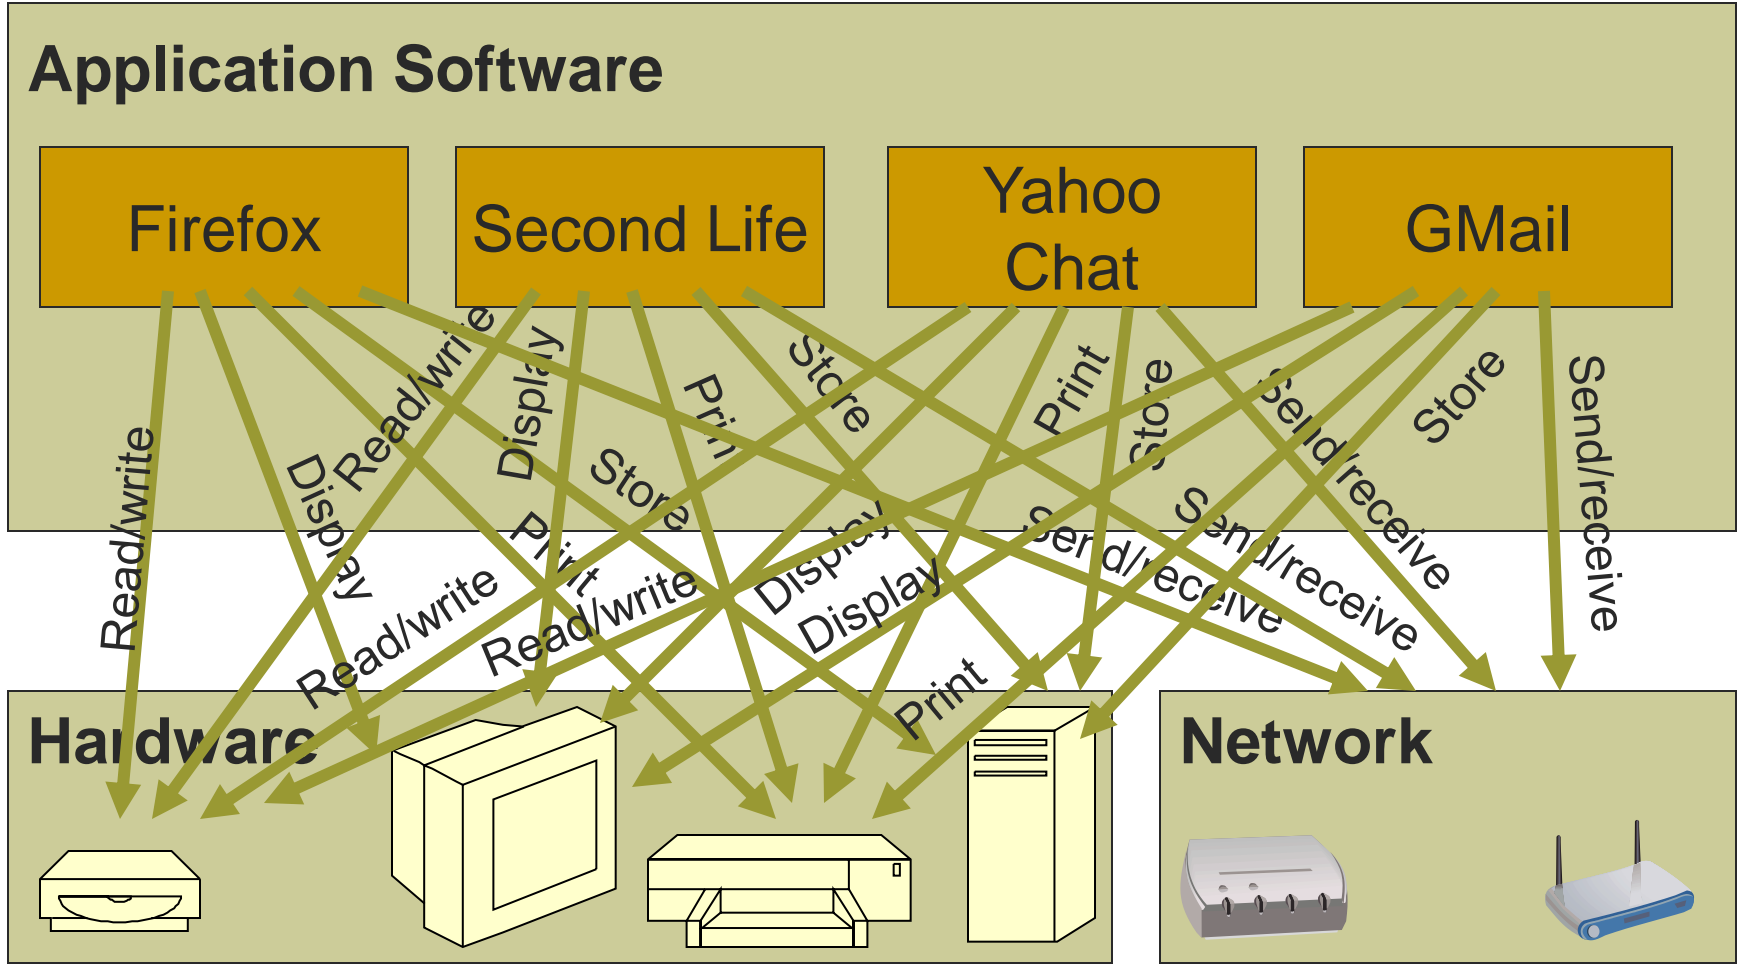 Application Software
Firefox
Second Life
Yahoo
Chat
GMail
Read/write
Display
Print
Store
Send/receive
Read/write
Display
Prin
Store
Send/receive
Read/write
Display
Print
Store
Send/receive
Read/write
Display
Print
Store
Send/receive
Hardware
Network